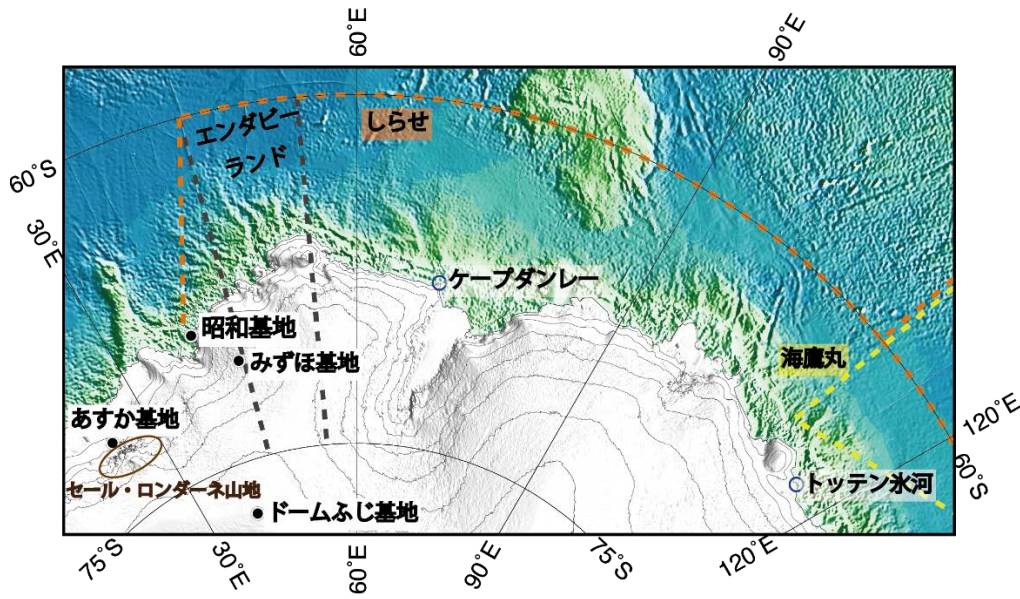 60˚E
90˚E
エンダビー
ランド
しらせ
60˚S
30˚E
ケープダンレー
昭和基地
みずほ基地
海鷹丸
あすか基地
120˚E
60˚S
セール・ロンダーネ山地
トッテン氷河
ドームふじ基地
75˚S
30˚E
60˚E
90˚E
75˚S
120˚E